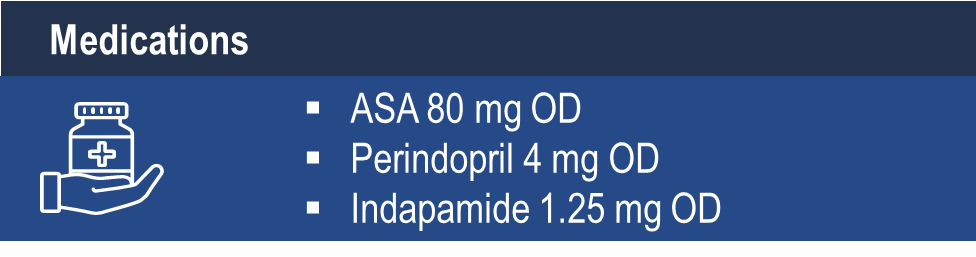 Medications
▪ ASA 80 mg OD
▪ Perindopril 4 mg OD
▪ Indapamide 1.25 mg OD